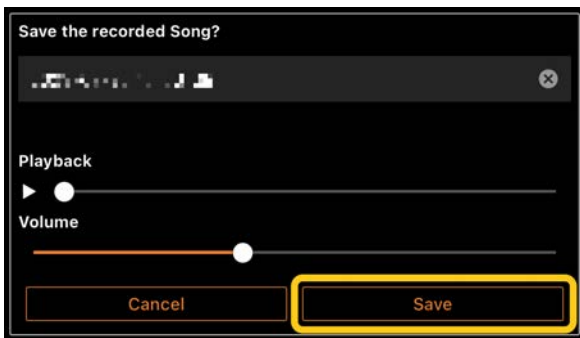 Save the recorded Song?
Playback
Volume
Cancel
Save